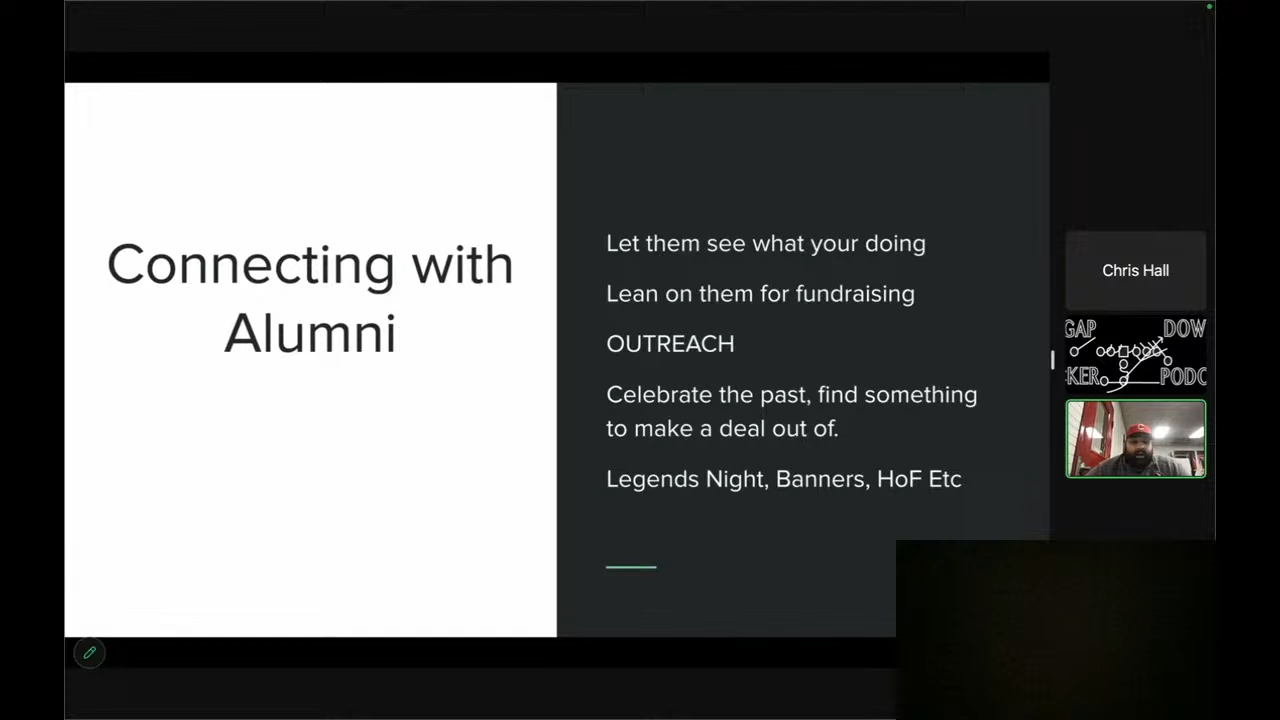 Connecting with
Alumni
Let them see what your doing
Lean on them for fundraising
OUTREACH
Celebrate the past, find something
to make a deal out of.
Legends Night, Banners, HoF Etc
Chris Hall
GAP DOW
KER PODC